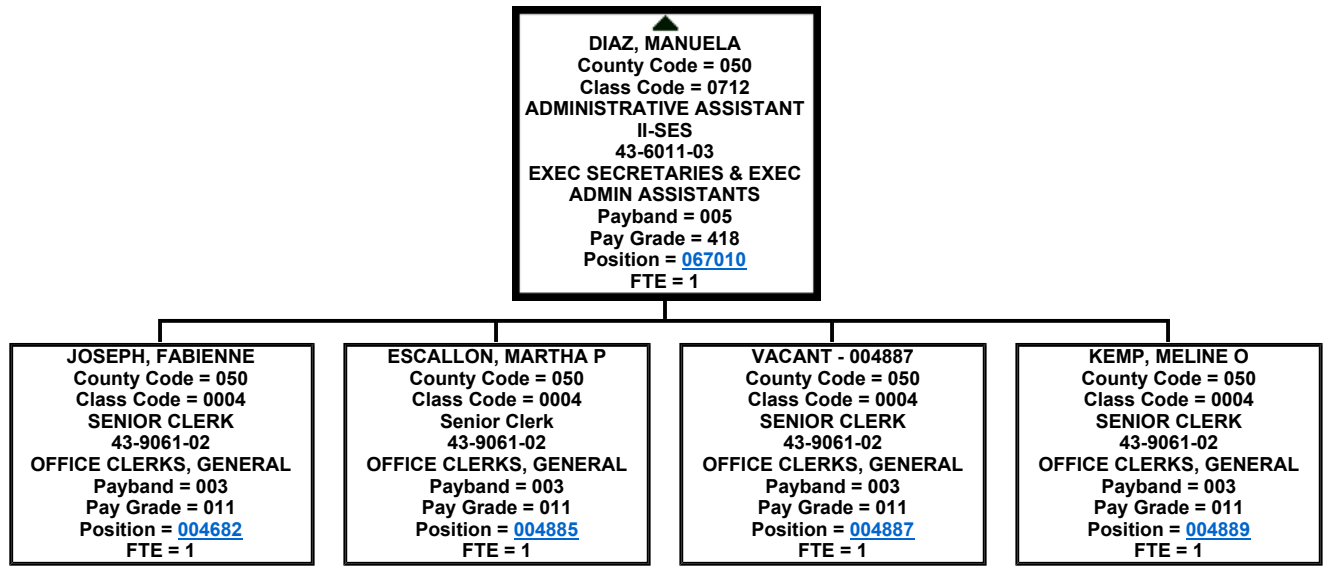 DIAZ, MANUELA
County Code = 050
Class Code = 0712
ADMINISTRATIVE ASSISTANT
II-SES
43-6011-03
EXEC SECRETARIES & EXEC
ADMIN ASSISTANTS
Payband = 005
Pay Grade = 418
Position = 067010
FTE = 1
JOSEPH, FABIENNE
County Code = 050
Class Code = 0004
SENIOR CLERK
43-9061-02
OFFICE CLERKS, GENERAL
Payband = 003
Pay Grade = 011
Position = 004682
FTE = 1
ESCALLON, MARTHA P
County Code = 050
Class Code = 0004
Senior Clerk
43-9061-02
OFFICE CLERKS, GENERAL
Payband = 003
Pay Grade = 011
Position = 004885
FTE = 1
VACANT - 004887
County Code = 050
Class Code = 0004
SENIOR CLERK
43-9061-02
OFFICE CLERKS, GENERAL
Payband = 003
Pay Grade = 011
Position = 004887
FTE = 1
KEMP, MELINE O
County Code = 050
Class Code = 0004
SENIOR CLERK
43-9061-02
OFFICE CLERKS, GENERAL
Payband = 003
Pay Grade = 011
Position = 004889
FTE = 1